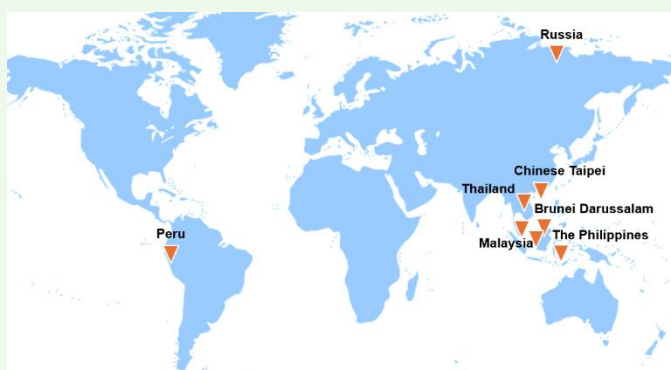 Russia
Chinese Taipei
Thailand
Brunei Darussalam
Peru
The Philippines
Malaysia